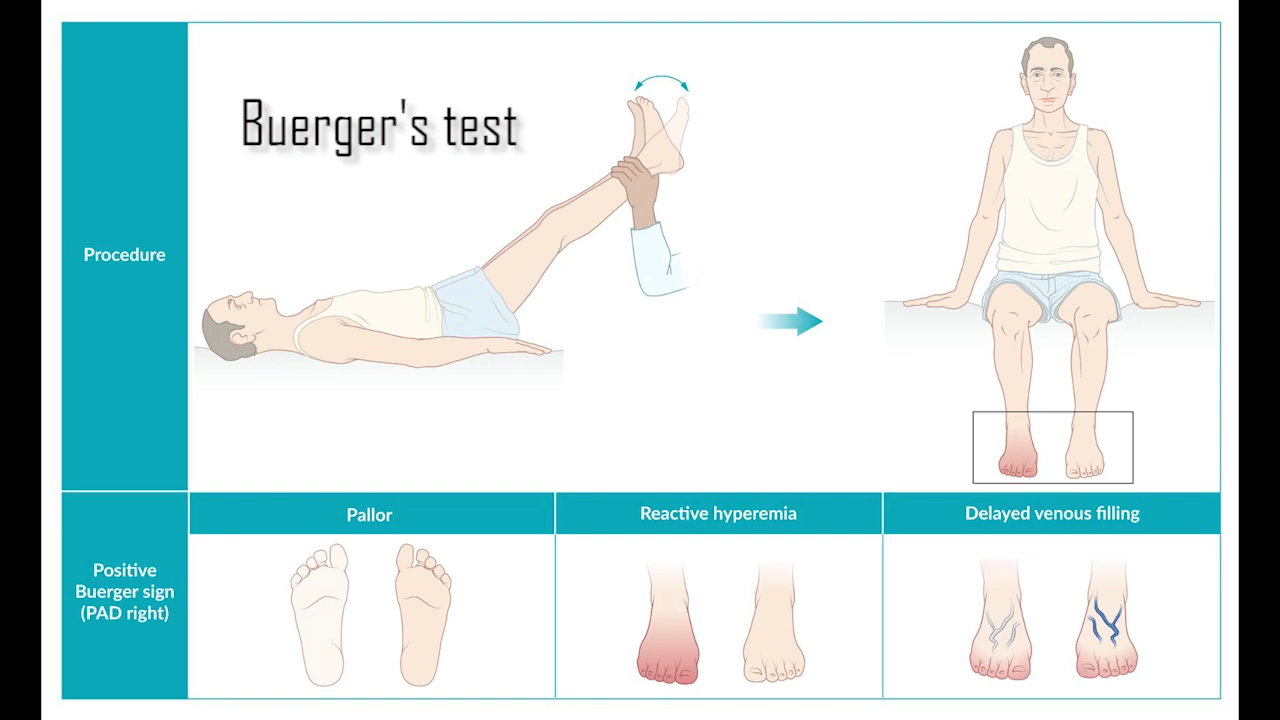 Buerger's test
Procedure
Pallor
Reactive hyperemia
Delayed venous filling
Positive
Buerger sign
(PAD right)